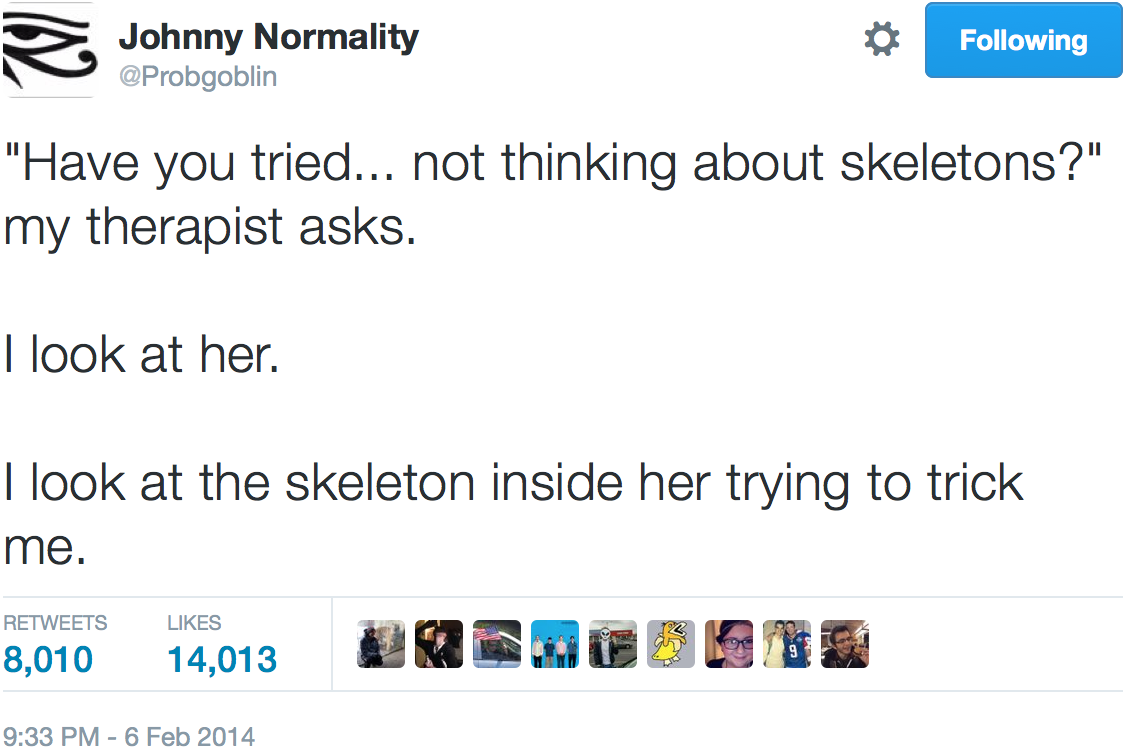 Johnny Normality
@Probgoblin
Following
"Have you tried... not thinking about skeletons?"
my therapist asks.
I look at her.
I look at the skeleton inside her trying to trick
me.
RETWEETS LIKES
8,010 14,013
9
9:33 PM - 6 Feb 2014